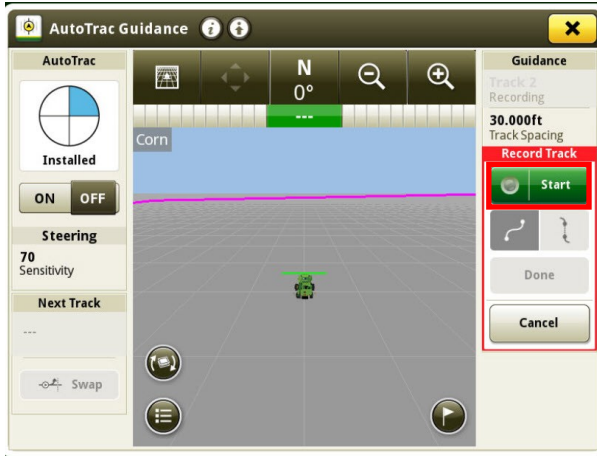 AutoTrac Guidance
AutoTrac
Installed
ON OFF
Steering
70
Sensitivity
Next Track
---
Swap
N
0°
---
Corn
Guidance
Track 2
Recording
30.000ft
Track Spacing
Record Track
Start
Done
Cancel